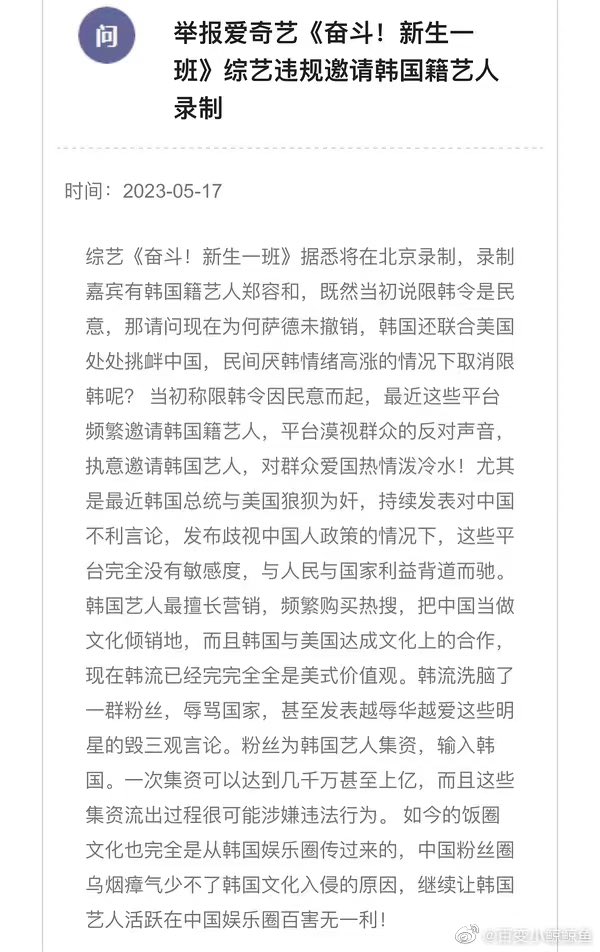 问
举报爱奇艺《奋斗！新生一
班》综艺违规邀请韩国籍艺人
录制
时间：2023-05-17
综艺《奋斗！新生一班》据悉将在北京录制，录制
嘉宾有韩国籍艺人郑容和，既然当初说限韩令是民
意，那请问现在为何萨德未撤销，韩国还联合美国
处处挑衅中国，民间厌韩情绪高涨的情况下取消限
韩呢？ 当初称限韩令因民意而起，最近这些平台
频繁邀请韩国籍艺人，平台漠视群众的反对声音，
执意邀请韩国艺人，对群众爱国热情泼冷水！尤其
是最近韩国总统与美国狼狈为奸，持续发表对中国
不利言论，发布歧视中国人政策的情况下，这些平
台完全没有敏感度，与人民与国家利益背道而驰。
韩国艺人最擅长营销，频繁购买热搜，把中国当做
文化倾销地，而且韩国与美国达成文化上的合作，
现在韩流已经完完全全是美式价值观。韩流洗脑了
一群粉丝，辱骂国家，甚至发表越辱华越爱这些明
星的毁三观言论。粉丝为韩国艺人集资，输入韩
国。一次集资可以达到几千万甚至上亿，而且这些
集资流出过程很可能涉嫌违法行为。 如今的饭圈
文化也完全是从韩国娱乐圈传过来的，中国粉丝圈
乌烟瘴气少不了韩国文化入侵的原因，继续让韩国
艺人活跃在中国娱乐圈百害无一利！
@百变小鲸鲸鱼